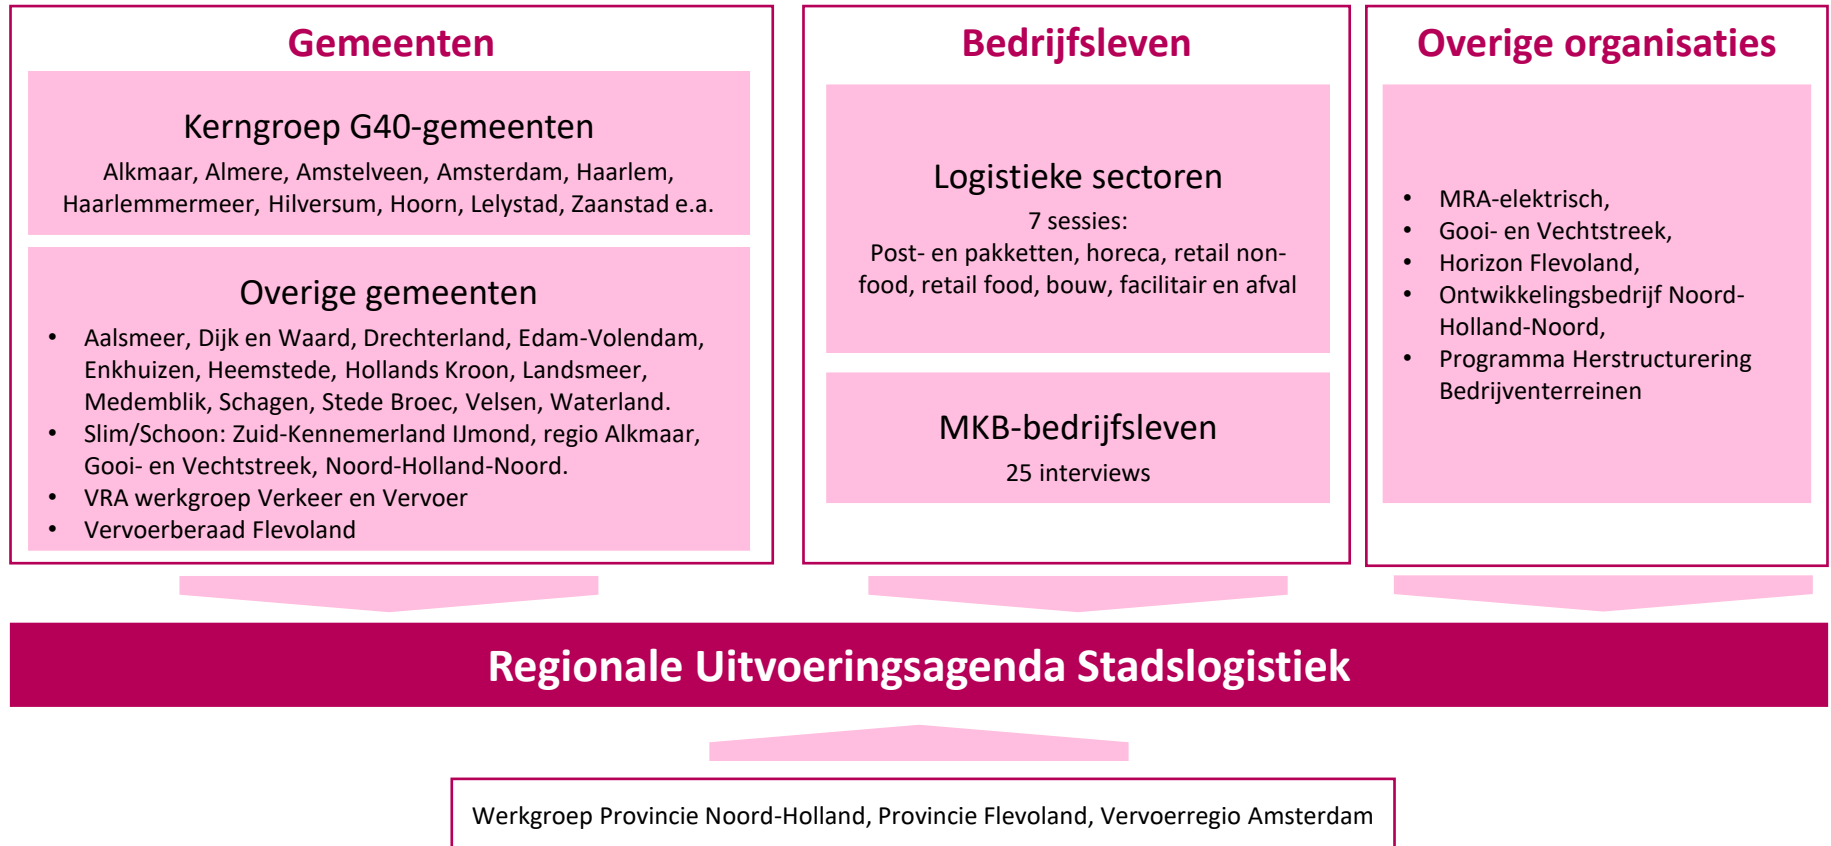 Gemeenten
Kerngroep G40-gemeenten
Alkmaar, Almere, Amstelveen, Amsterdam, Haarlem,
Haarlemmermeer, Hilversum, Hoorn, Lelystad, Zaanstad e.a.
Overige gemeenten
• Aalsmeer, Dijk en Waard, Drechterland, Edam-Volendam,
Enkhuizen, Heemstede, Hollands Kroon, Landsmeer,
Medemblik, Schagen, Stede Broec, Velsen, Waterland.
• Slim/Schoon: Zuid-Kennemerland IJmond, regio Alkmaar,
Gooi- en Vechtstreek, Noord-Holland-Noord.
• VRA werkgroep Verkeer en Vervoer
• Vervoerberaad Flevoland
Bedrijfsleven
Logistieke sectoren
7 sessies:
Post- en pakketten, horeca, retail non-
food, retail food, bouw, facilitair en afval
MKB-bedrijfsleven
25 interviews
Overige organisaties
• MRA-elektrisch,
• Gooi- en Vechtstreek,
• Horizon Flevoland,
• Ontwikkelingsbedrijf Noord-
Holland-Noord,
• Programma Herstructurering
Bedrijventerreinen
Regionale Uitvoeringsagenda Stadslogistiek
Werkgroep Provincie Noord-Holland, Provincie Flevoland, Vervoerregio Amsterdam